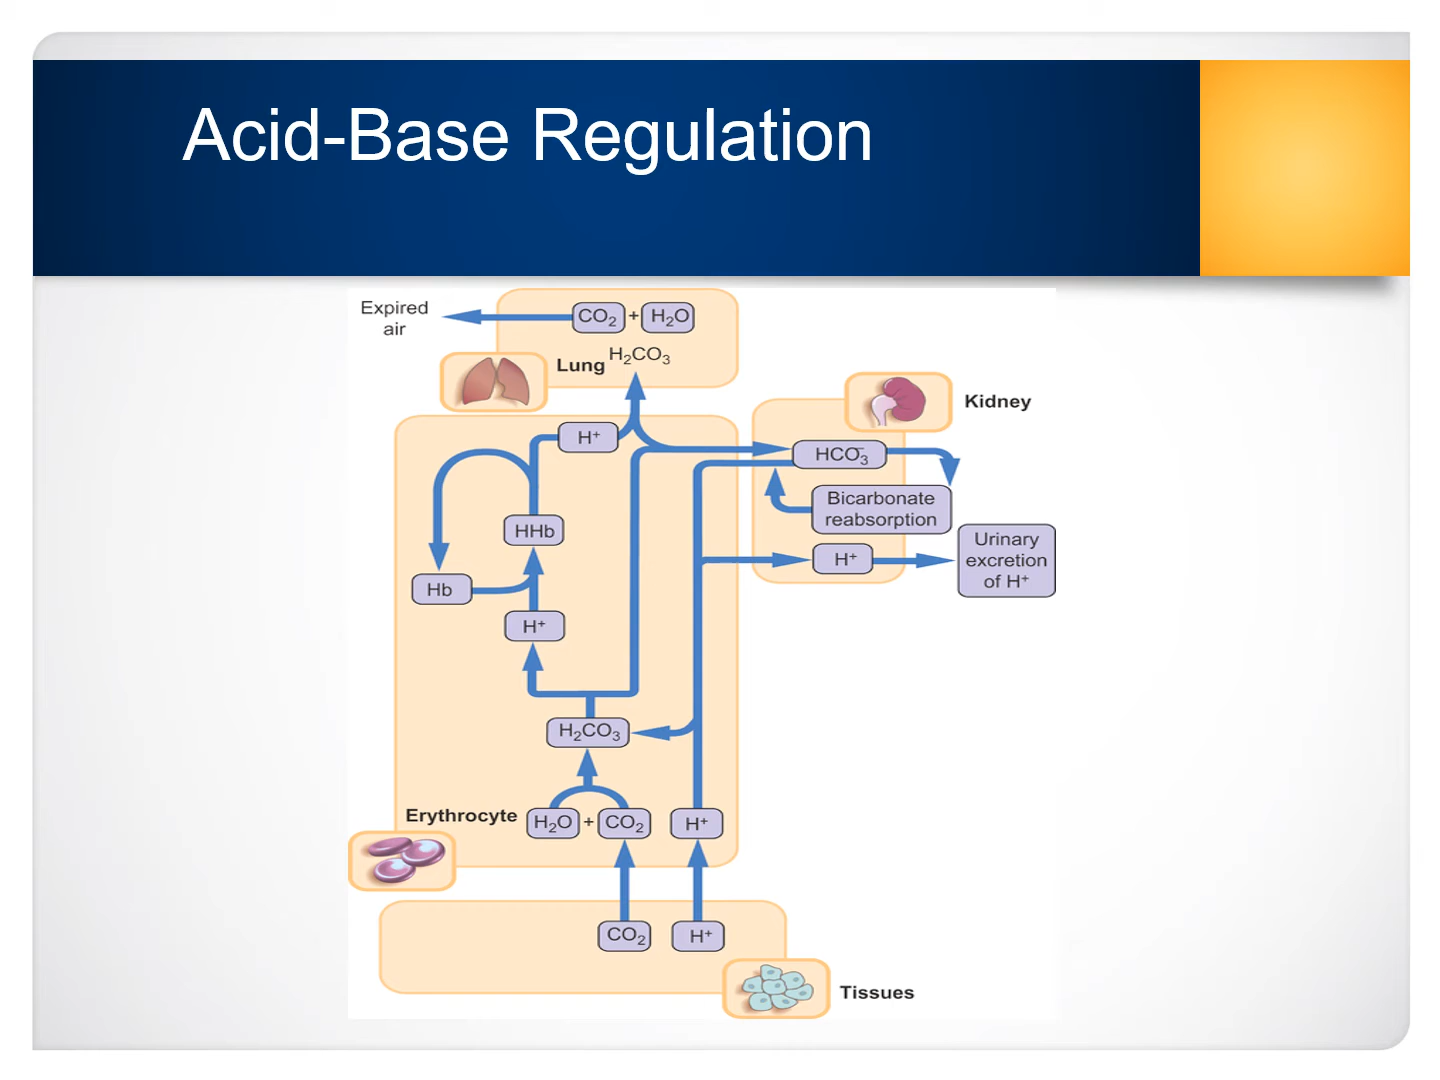 Acid-Base Regulation
Expired
air
CO₂ + H₂O
H₂CO₃
Lung
Kidney
H⁺
HCO₃⁻
Bicarbonate
reabsorption
HHb
Urinary
excretion
of H⁺
H⁺
Hb
H⁺
H₂CO₃
Erythrocyte
H₂O + CO₂
H⁺
CO₂
H⁺
Tissues